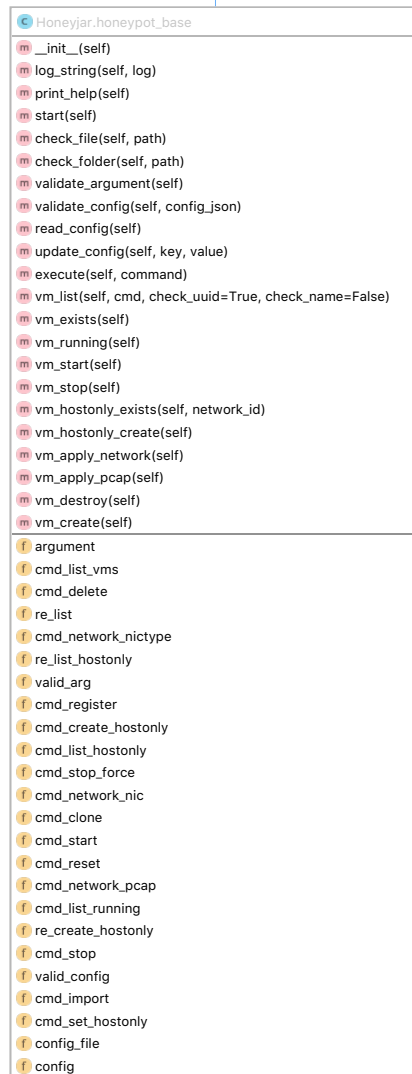 C Honeyjar.honeypot_base
m __init__(self)
m log_string(self, log)
m print_help(self)
m start(self)
m check_file(self, path)
m check_folder(self, path)
m validate_argument(self)
m validate_config(self, config_json)
m read_config(self)
m update_config(self, key, value)
m execute(self, command)
m vm_list(self, cmd, check_uuid=True, check_name=False)
m vm_exists(self)
m vm_running(self)
m vm_start(self)
m vm_stop(self)
m vm_hostonly_exists(self, network_id)
m vm_hostonly_create(self)
m vm_apply_network(self)
m vm_apply_pcap(self)
m vm_destroy(self)
m vm_create(self)
f argument
f cmd_list_vms
f cmd_delete
f re_list
f cmd_network_nictype
f re_list_hostonly
f valid_arg
f cmd_register
f cmd_create_hostonly
f cmd_list_hostonly
f cmd_stop_force
f cmd_network_nic
f cmd_clone
f cmd_start
f cmd_reset
f cmd_network_pcap
f cmd_list_running
f re_create_hostonly
f cmd_stop
f valid_config
f cmd_import
f cmd_set_hostonly
f config_file
f config